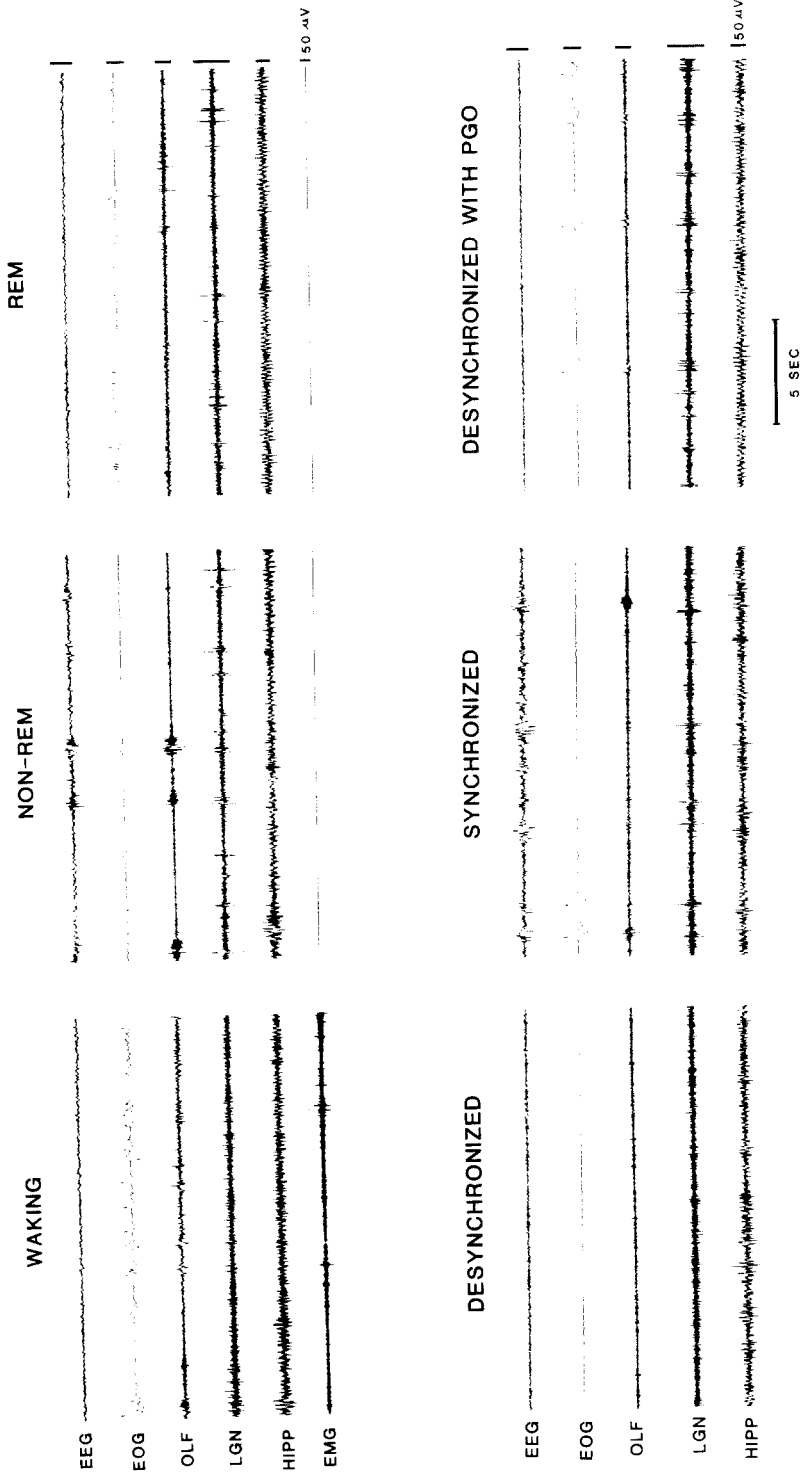 WAKING
NON-REM
REM
EEG
EOG
OLF
LGN
HIPP
EMG
50 µV
DESYNCHRONIZED
SYNCHRONIZED
DESYNCHRONIZED WITH PGO
EEG
EOG
OLF
LGN
HIPP
50 µV
5 SEC